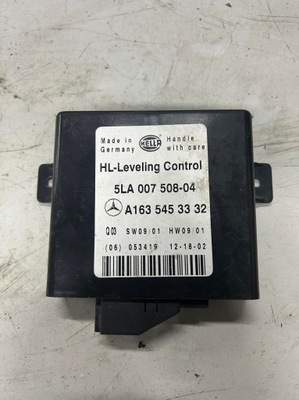 Made in Germany
HELLA
Handle with care
HL-Leveling Control
5LA 007 508-04
A163 545 33 32
Q03 SW09/01 HW09/01
(06) 053419 12-18-02